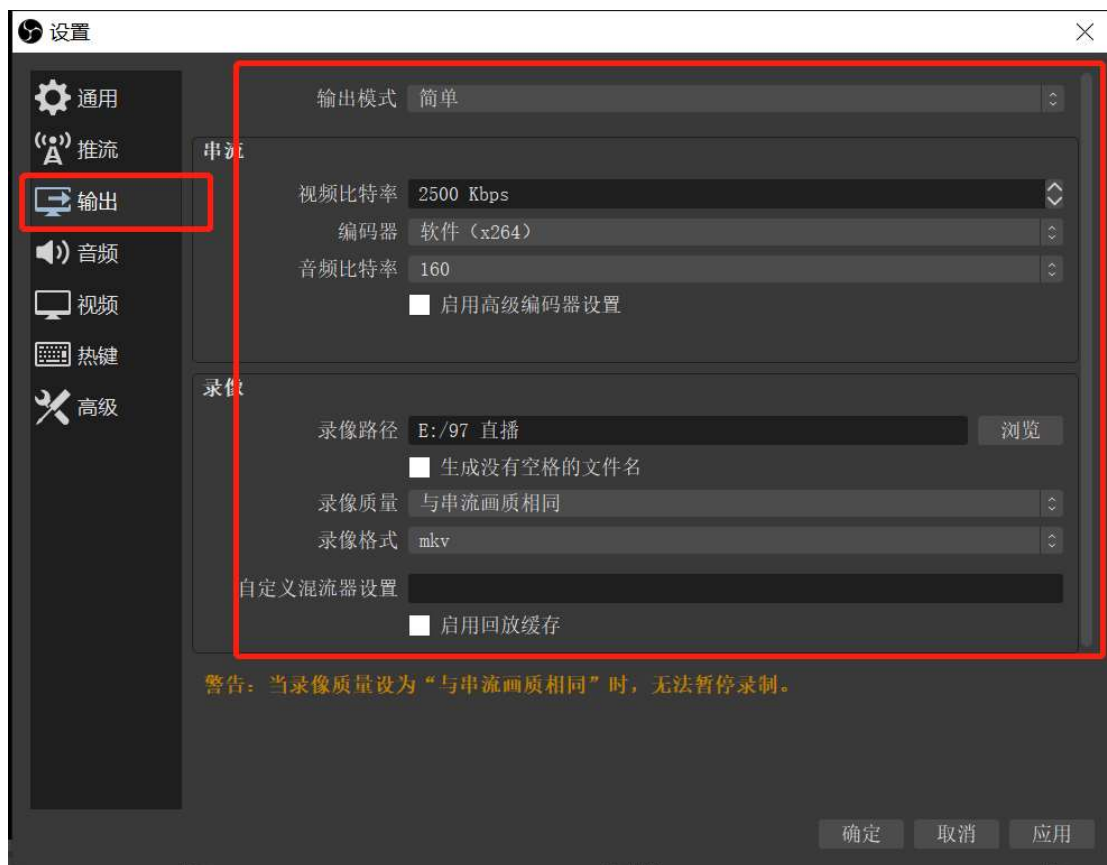 设置
通用
推流
输出
音频
视频
热键
高级
输出模式 简单
串流
视频比特率 2500 Kbps
编码器 软件（x264）
音频比特率 160
启用高级编码器设置
录像
录像路径 E:/97 直播 浏览
生成没有空格的文件名
录像质量 与串流画质相同
录像格式 mkv
自定义混流器设置
启用回放缓存
警告：当录像质量设为“与串流画质相同”时，无法暂停录制。
确定 取消 应用